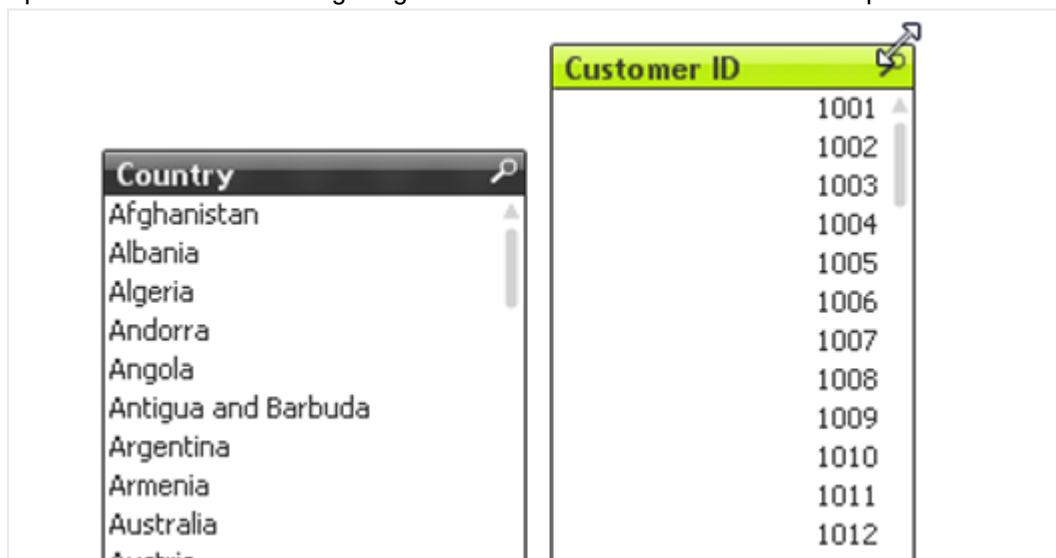 Country
Afghanistan
Albania
Algeria
Andorra
Angola
Antigua and Barbuda
Argentina
Armenia
Australia
Customer ID
1001
1002
1003
1004
1005
1006
1007
1008
1009
1010
1011
1012